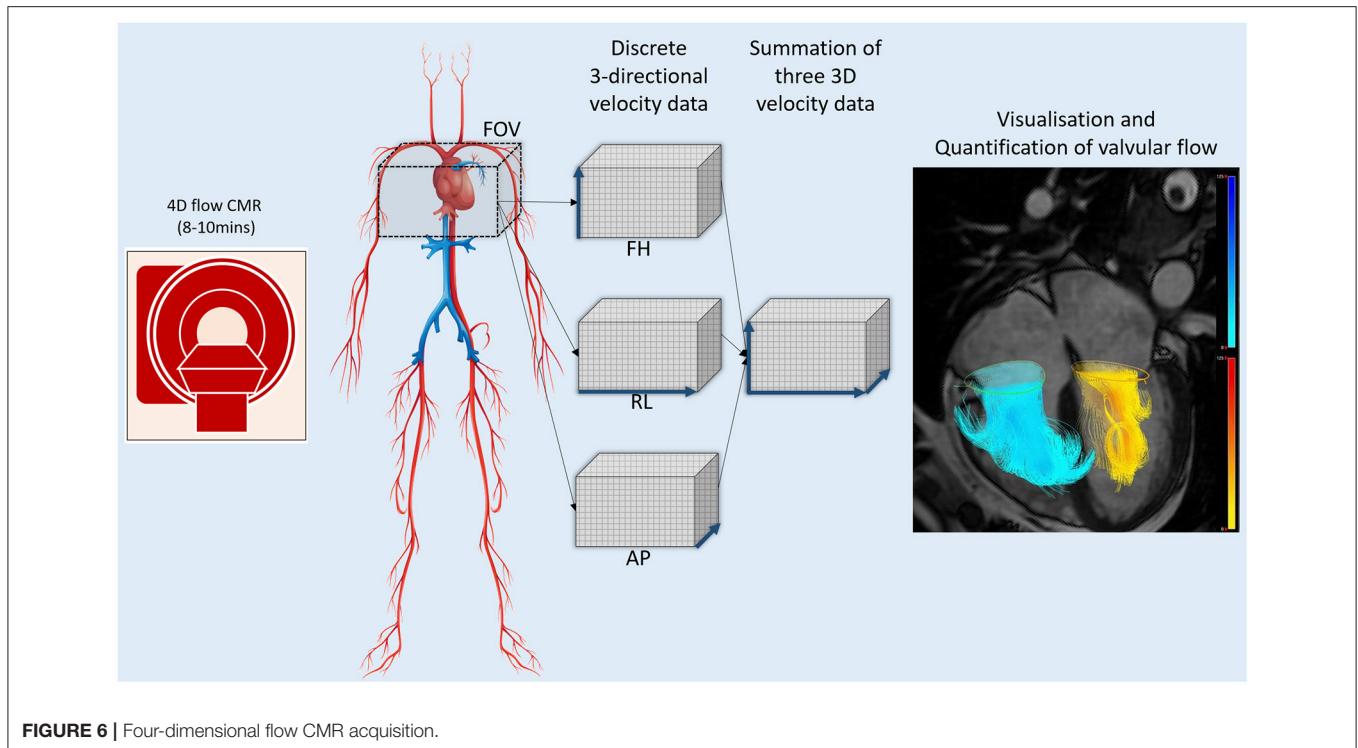 Discrete
3-directional
velocity data
Summation of
three 3D
velocity data
FOV
Visualisation and
Quantification of valvular flow
4D flow CMR
(8-10mins)
FH
RL
AP
FIGURE 6 | Four-dimensional flow CMR acquisition.